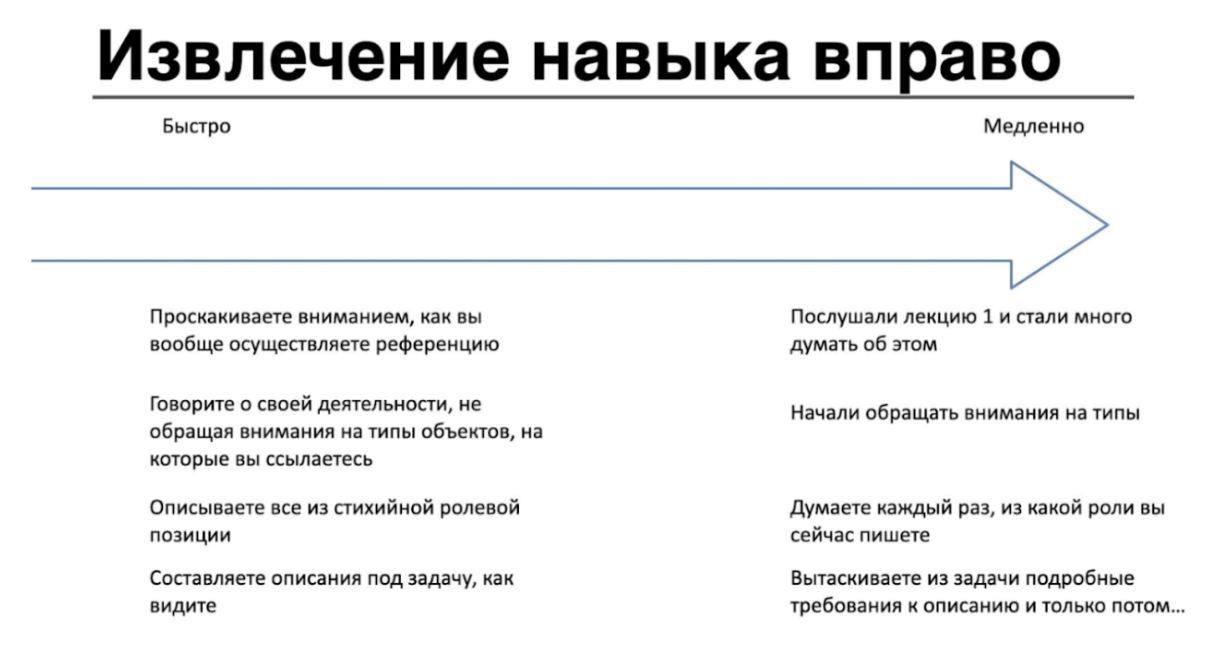 Извлечение навыка вправо
Быстро
Медленно
Проскакиваете вниманием, как вы
вообще осуществляете референцию
Послушали лекцию 1 и стали много
думать об этом
Говорите о своей деятельности, не
обращая внимания на типы объектов, на
которые вы ссылаетесь
Начали обращать внимания на типы
Описываете все из стихийной ролевой
позиции
Думаете каждый раз, из какой роли вы
сейчас пишете
Составляете описания под задачу, как
видите
Вытаскиваете из задачи подробные
требования к описанию и только потом...